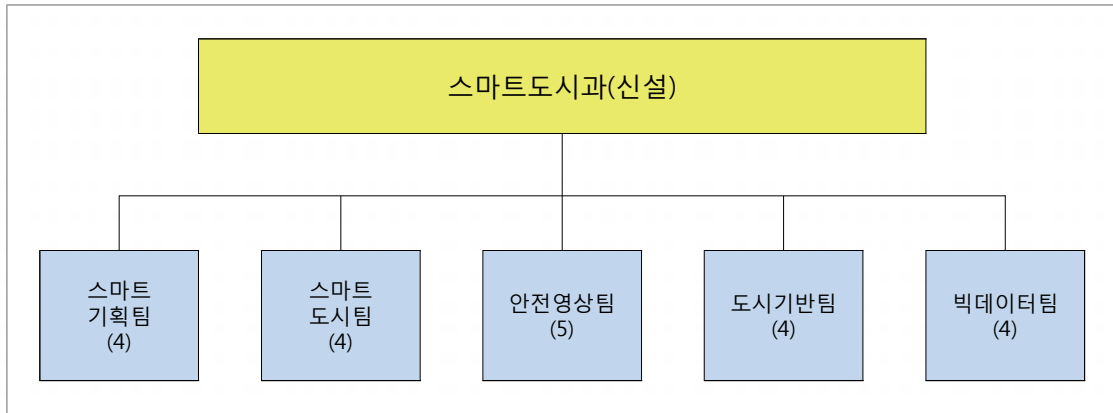 스마트도시과(신설)
스마트
기획팀
(4)
스마트
도시팀
(4)
안전영상팀
(5)
도시기반팀
(4)
빅데이터팀
(4)